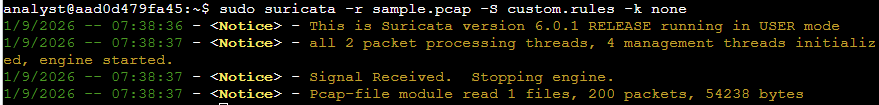 analyst@aad0d479fa45:~$ sudo suricata -r sample.pcap -S custom.rules -k none
1/9/2026 -- 07:38:36 - <Notice> - This is Suricata version 6.0.1 RELEASE running in USER mode
1/9/2026 -- 07:38:37 - <Notice> - all 2 packet processing threads, 4 management threads initializ
ed, engine started.
1/9/2026 -- 07:38:37 - <Notice> - Signal Received.  Stopping engine.
1/9/2026 -- 07:38:37 - <Notice> - Pcap-file module read 1 files, 200 packets, 54238 bytes